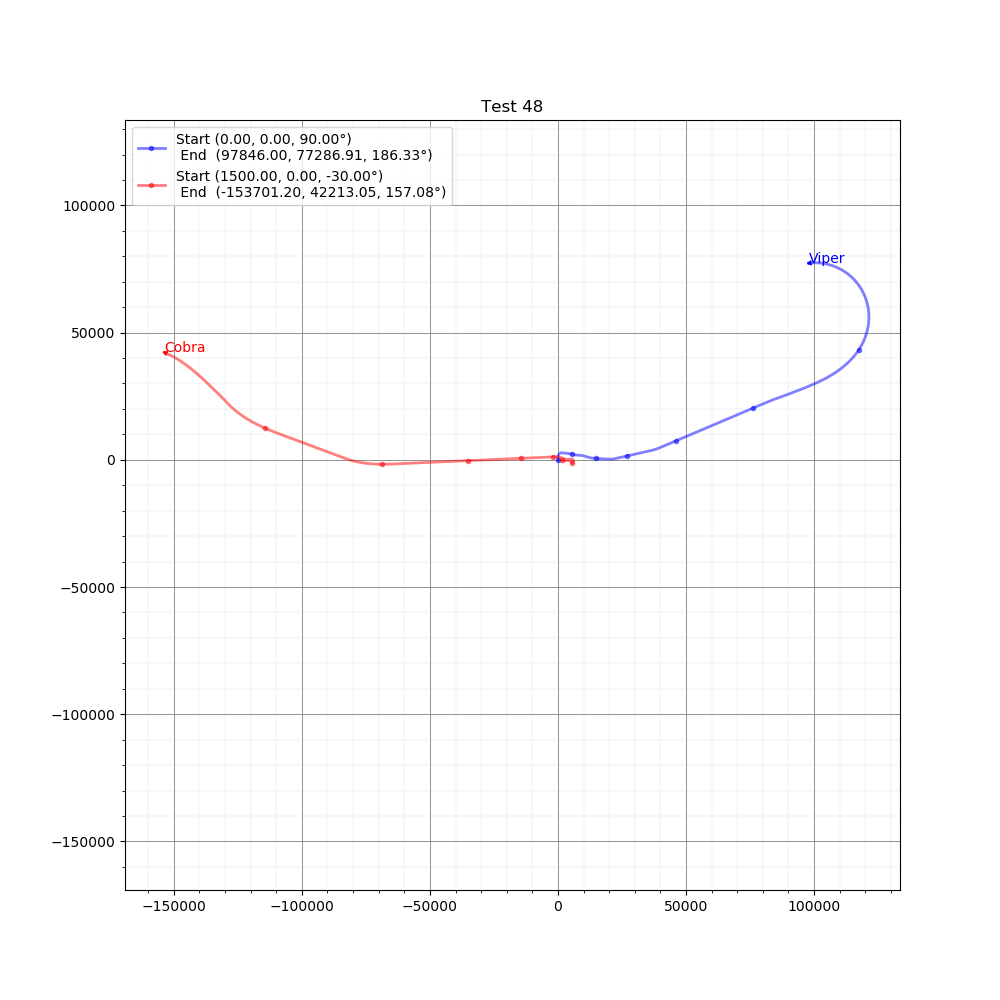 Test 48
Start (0.00, 0.00, 90.00°)
End  (97846.00, 77286.91, 186.33°)
Start (1500.00, 0.00, -30.00°)
End  (-153701.20, 42213.05, 157.08°)
100000
50000
0
−50000
−100000
−150000
Viper
Cobra
−150000
−100000
−50000
0
50000
100000